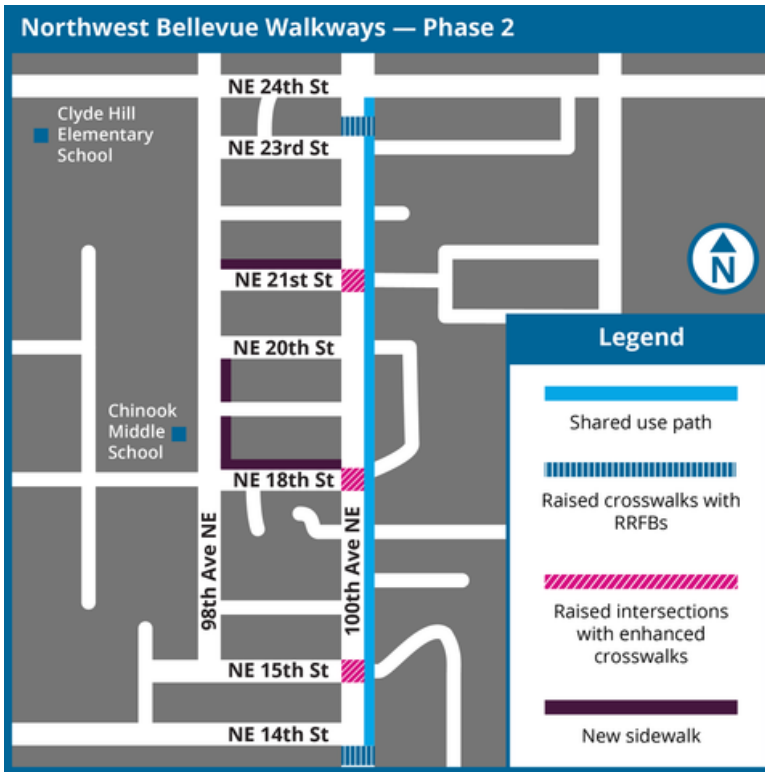 Northwest Bellevue Walkways — Phase 2
NE 24th St
Clyde Hill
Elementary
School
NE 23rd St
NE 21st St
N
NE 20th St
Chinook
Middle
School
NE 18th St
98th Ave NE
100th Ave NE
NE 15th St
NE 14th St
Legend
Shared use path
Raised crosswalks with
RRFBs
Raised intersections
with enhanced
crosswalks
New sidewalk